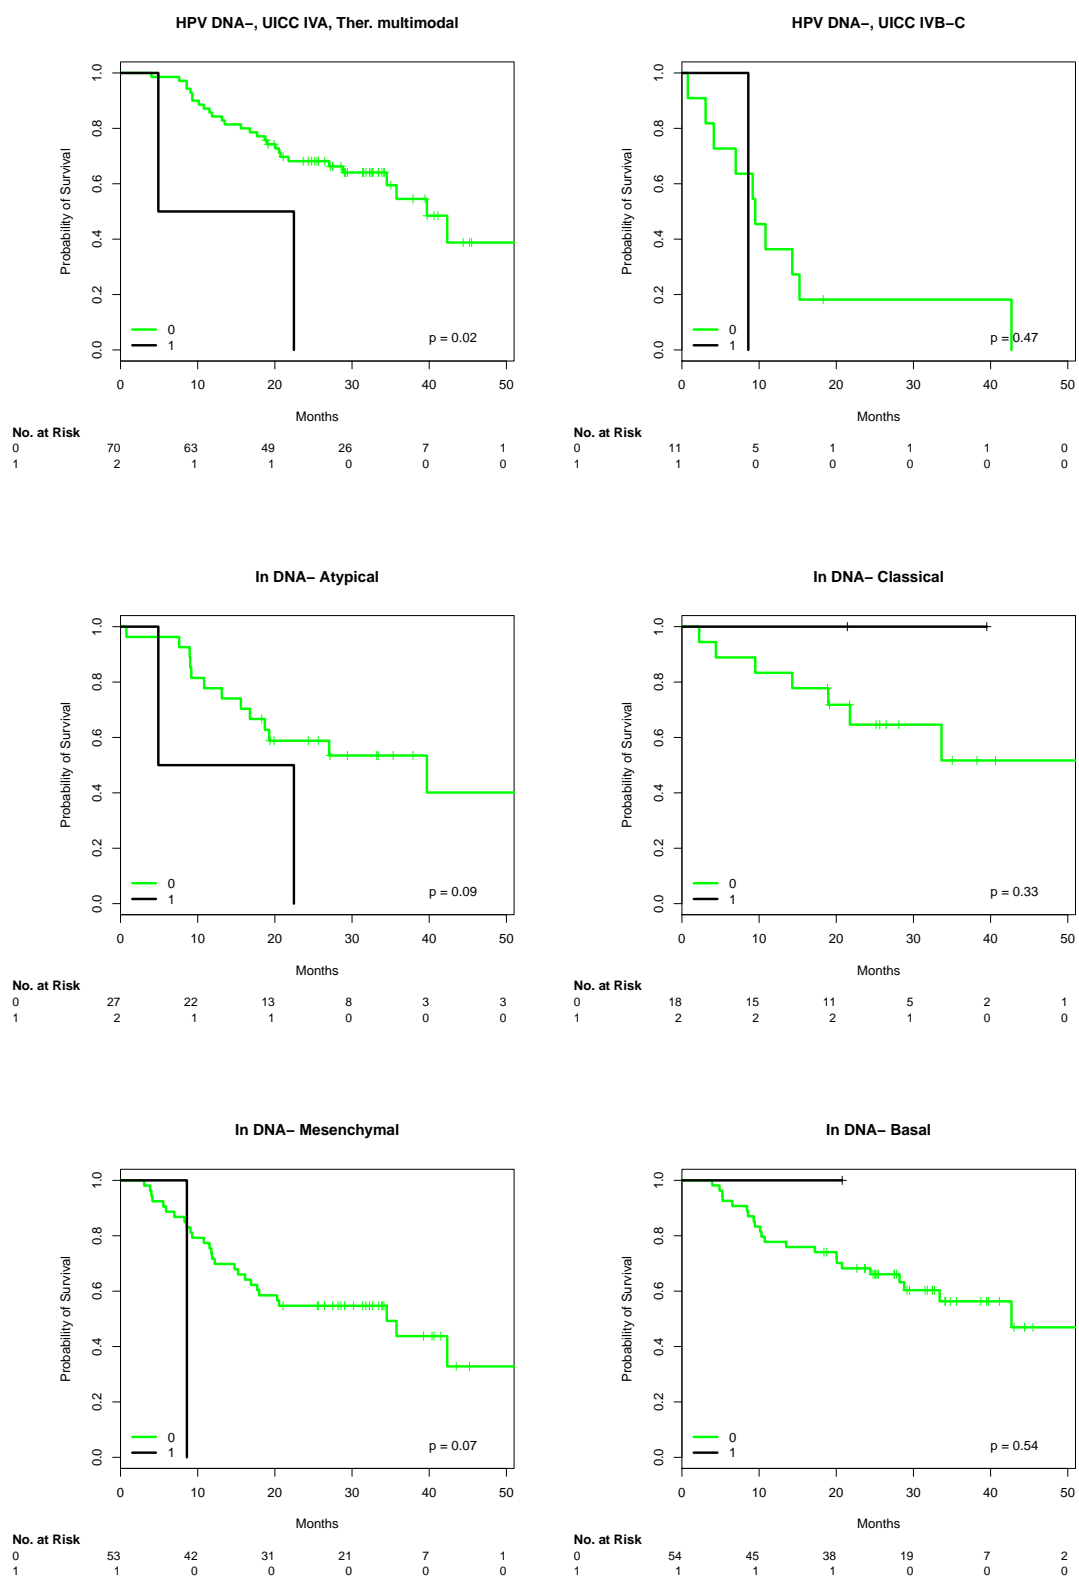 HPV DNA−, UICC IVA, Ther. multimodal
Probability of Survival
0.0 0.2 0.4 0.6 0.8 1.0
0
1
p = 0.02
0 10 20 30 40 50
Months
No. at Risk
0 70 63 49 26 7 1
1 2 1 1 0 0 0
HPV DNA−, UICC IVB−C
Probability of Survival
0.0 0.2 0.4 0.6 0.8 1.0
p = 0.47
0
1
0 10 20 30 40 50
Months
No. at Risk
0 11 5 1 1 1 0
1 1 0 0 0 0 0
In DNA− Atypical
Probability of Survival
0.0 0.2 0.4 0.6 0.8 1.0
0
1
p = 0.09
0 10 20 30 40 50
Months
No. at Risk
0 27 22 13 8 3 3
1 2 1 1 0 0 0
In DNA− Classical
Probability of Survival
0.0 0.2 0.4 0.6 0.8 1.0
0
1
p = 0.33
0 10 20 30 40 50
Months
No. at Risk
0 18 15 11 5 2 1
1 2 2 2 1 0 0
In DNA− Mesenchymal
Probability of Survival
0.0 0.2 0.4 0.6 0.8 1.0
0
1
p = 0.07
0 10 20 30 40 50
Months
No. at Risk
0 53 42 31 21 7 1
1 1 0 0 0 0 0
In DNA− Basal
Probability of Survival
0.0 0.2 0.4 0.6 0.8 1.0
0
1
p = 0.54
0 10 20 30 40 50
Months
No. at Risk
0 54 45 38 19 7 2
1 1 1 1 0 0 0